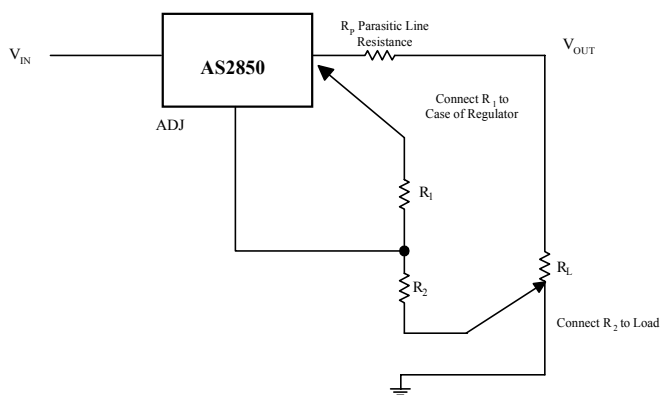 R_P Parasitic Line
Resistance
V_IN
V_OUT
AS2850
Connect R_1 to
Case of Regulator
ADJ
R_1
R_2
R_L
Connect R_2 to Load